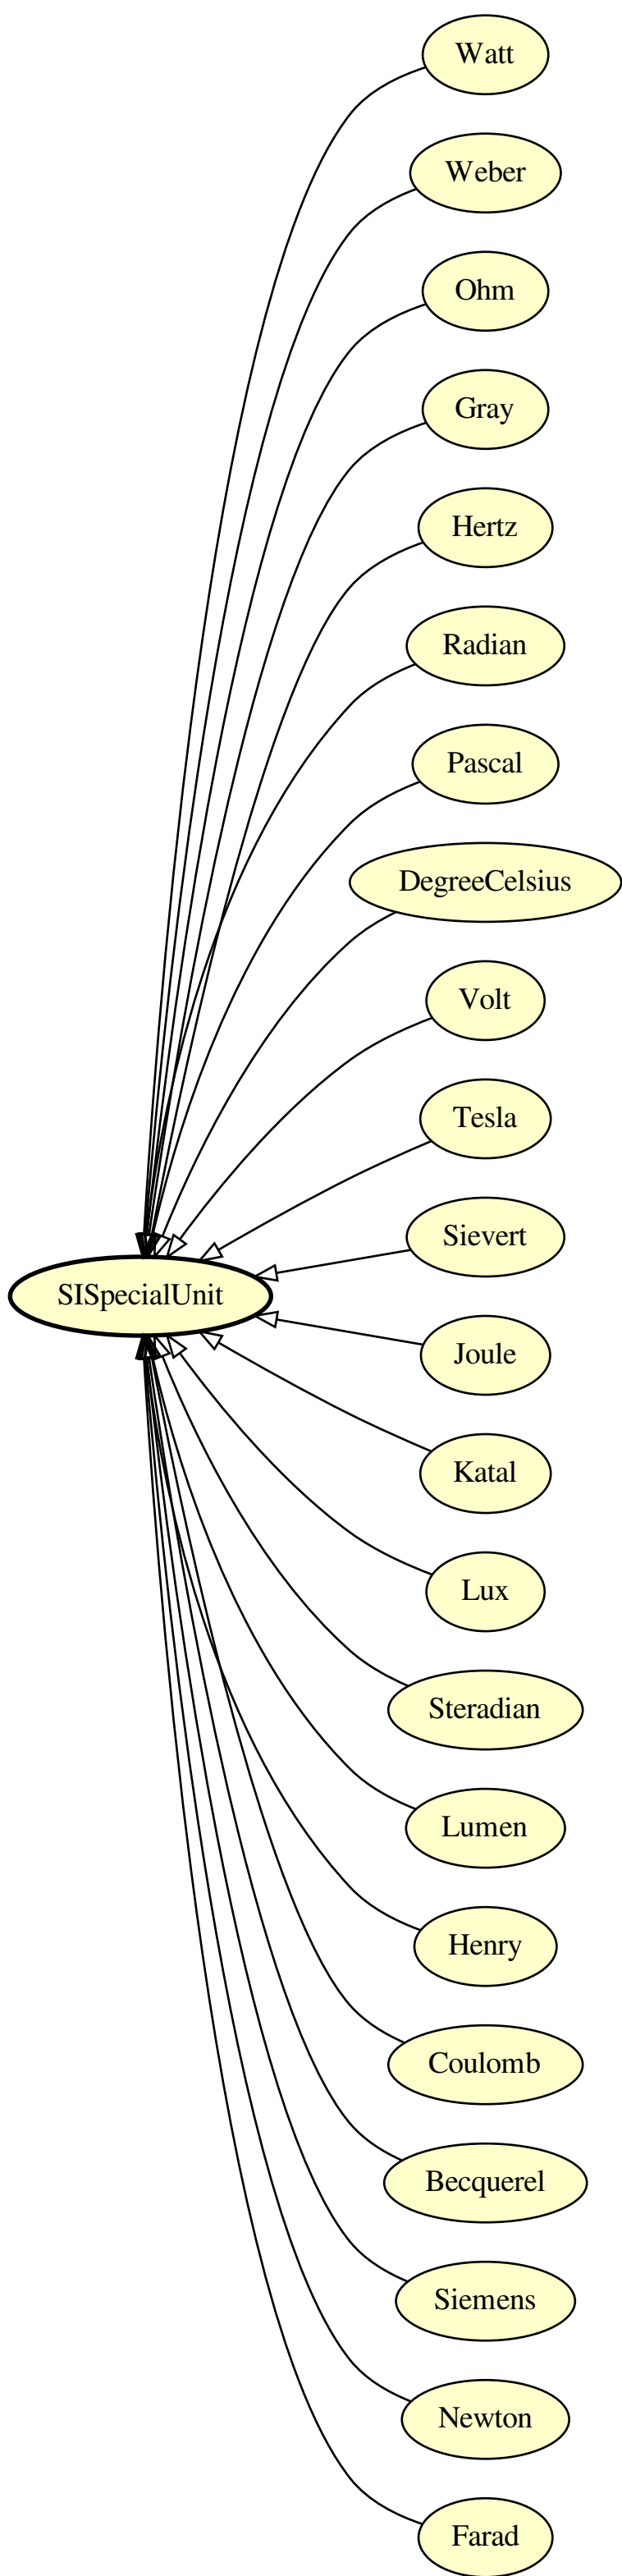 Watt
Weber
Ohm
Gray
Hertz
Radian
Pascal
DegreeCelsius
Volt
Tesla
Sievert
SISpecialUnit
Joule
Katal
Lux
Steradian
Lumen
Henry
Coulomb
Becquerel
Siemens
Newton
Farad